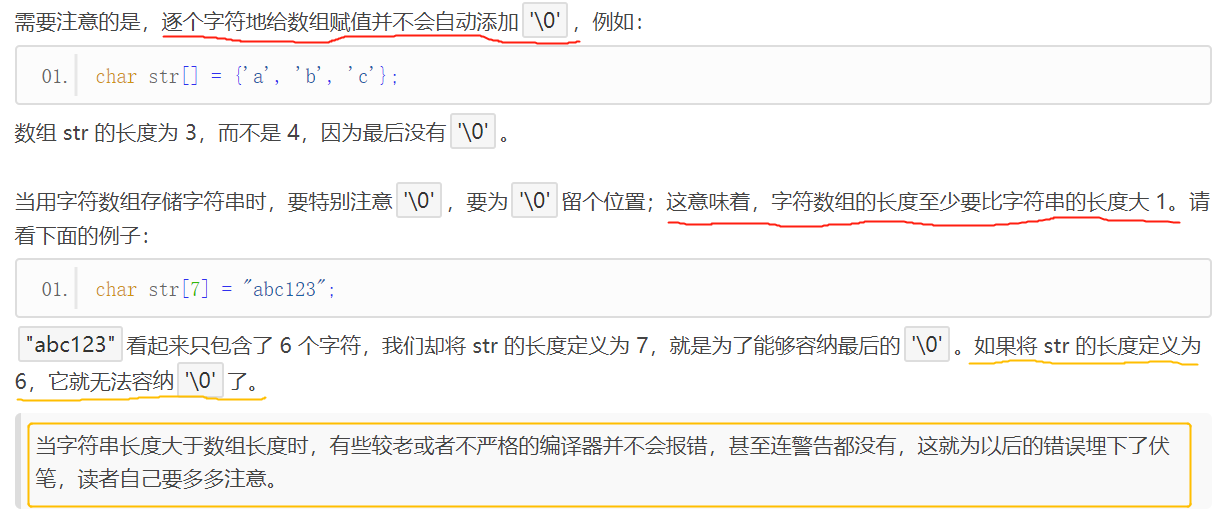 需要注意的是，逐个字符地给数组赋值并不会自动添加 '\0' ，例如：
01. char str[] = {'a', 'b', 'c'};
数组 str 的长度为 3，而不是 4，因为最后没有 '\0' 。
当用字符数组存储字符串时，要特别注意 '\0' ，要为 '\0' 留个位置；这意味着，字符数组的长度至少要比字符串的长度大 1。请
看下面的例子：
01. char str[7] = "abc123";
"abc123" 看起来只包含了 6 个字符，我们却将 str 的长度定义为 7，就是为了能够容纳最后的 '\0' 。如果将 str 的长度定义为
6，它就无法容纳 '\0' 了。
当字符串长度大于数组长度时，有些较老或者不严格的编译器并不会报错，甚至连警告都没有，这就为以后的错误埋下了伏
笔，读者自己要多多注意。